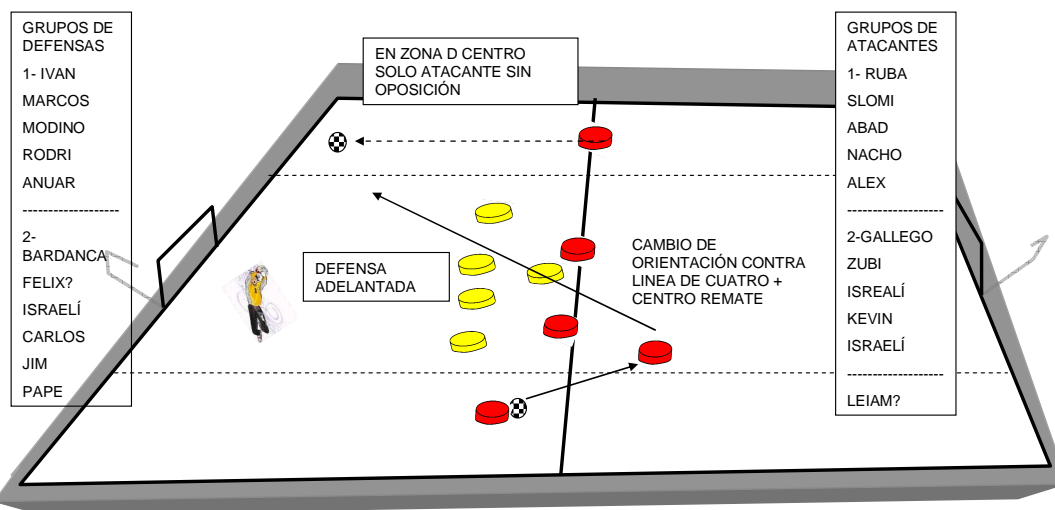 GRUPOS DE
DEFENSAS
1- IVAN
MARCOS
MODINO
RODRI
ANUAR
-------------------
2-
BARDANCA
FELIX?
ISRAELÍ
CARLOS
JIM
PAPE
EN ZONA D CENTRO
SOLO ATACANTE SIN
OPOSICIÓN
DEFENSA
ADELANTADA
CAMBIO DE
ORIENTACIÓN CONTRA
LINEA DE CUATRO +
CENTRO REMATE
GRUPOS DE
ATACANTES
1- RUBA
SLOMI
ABAD
NACHO
ALEX
-------------------
2-GALLEGO
ZUBI
ISREALÍ
KEVIN
ISRAELÍ
-------------------
LEIAM?